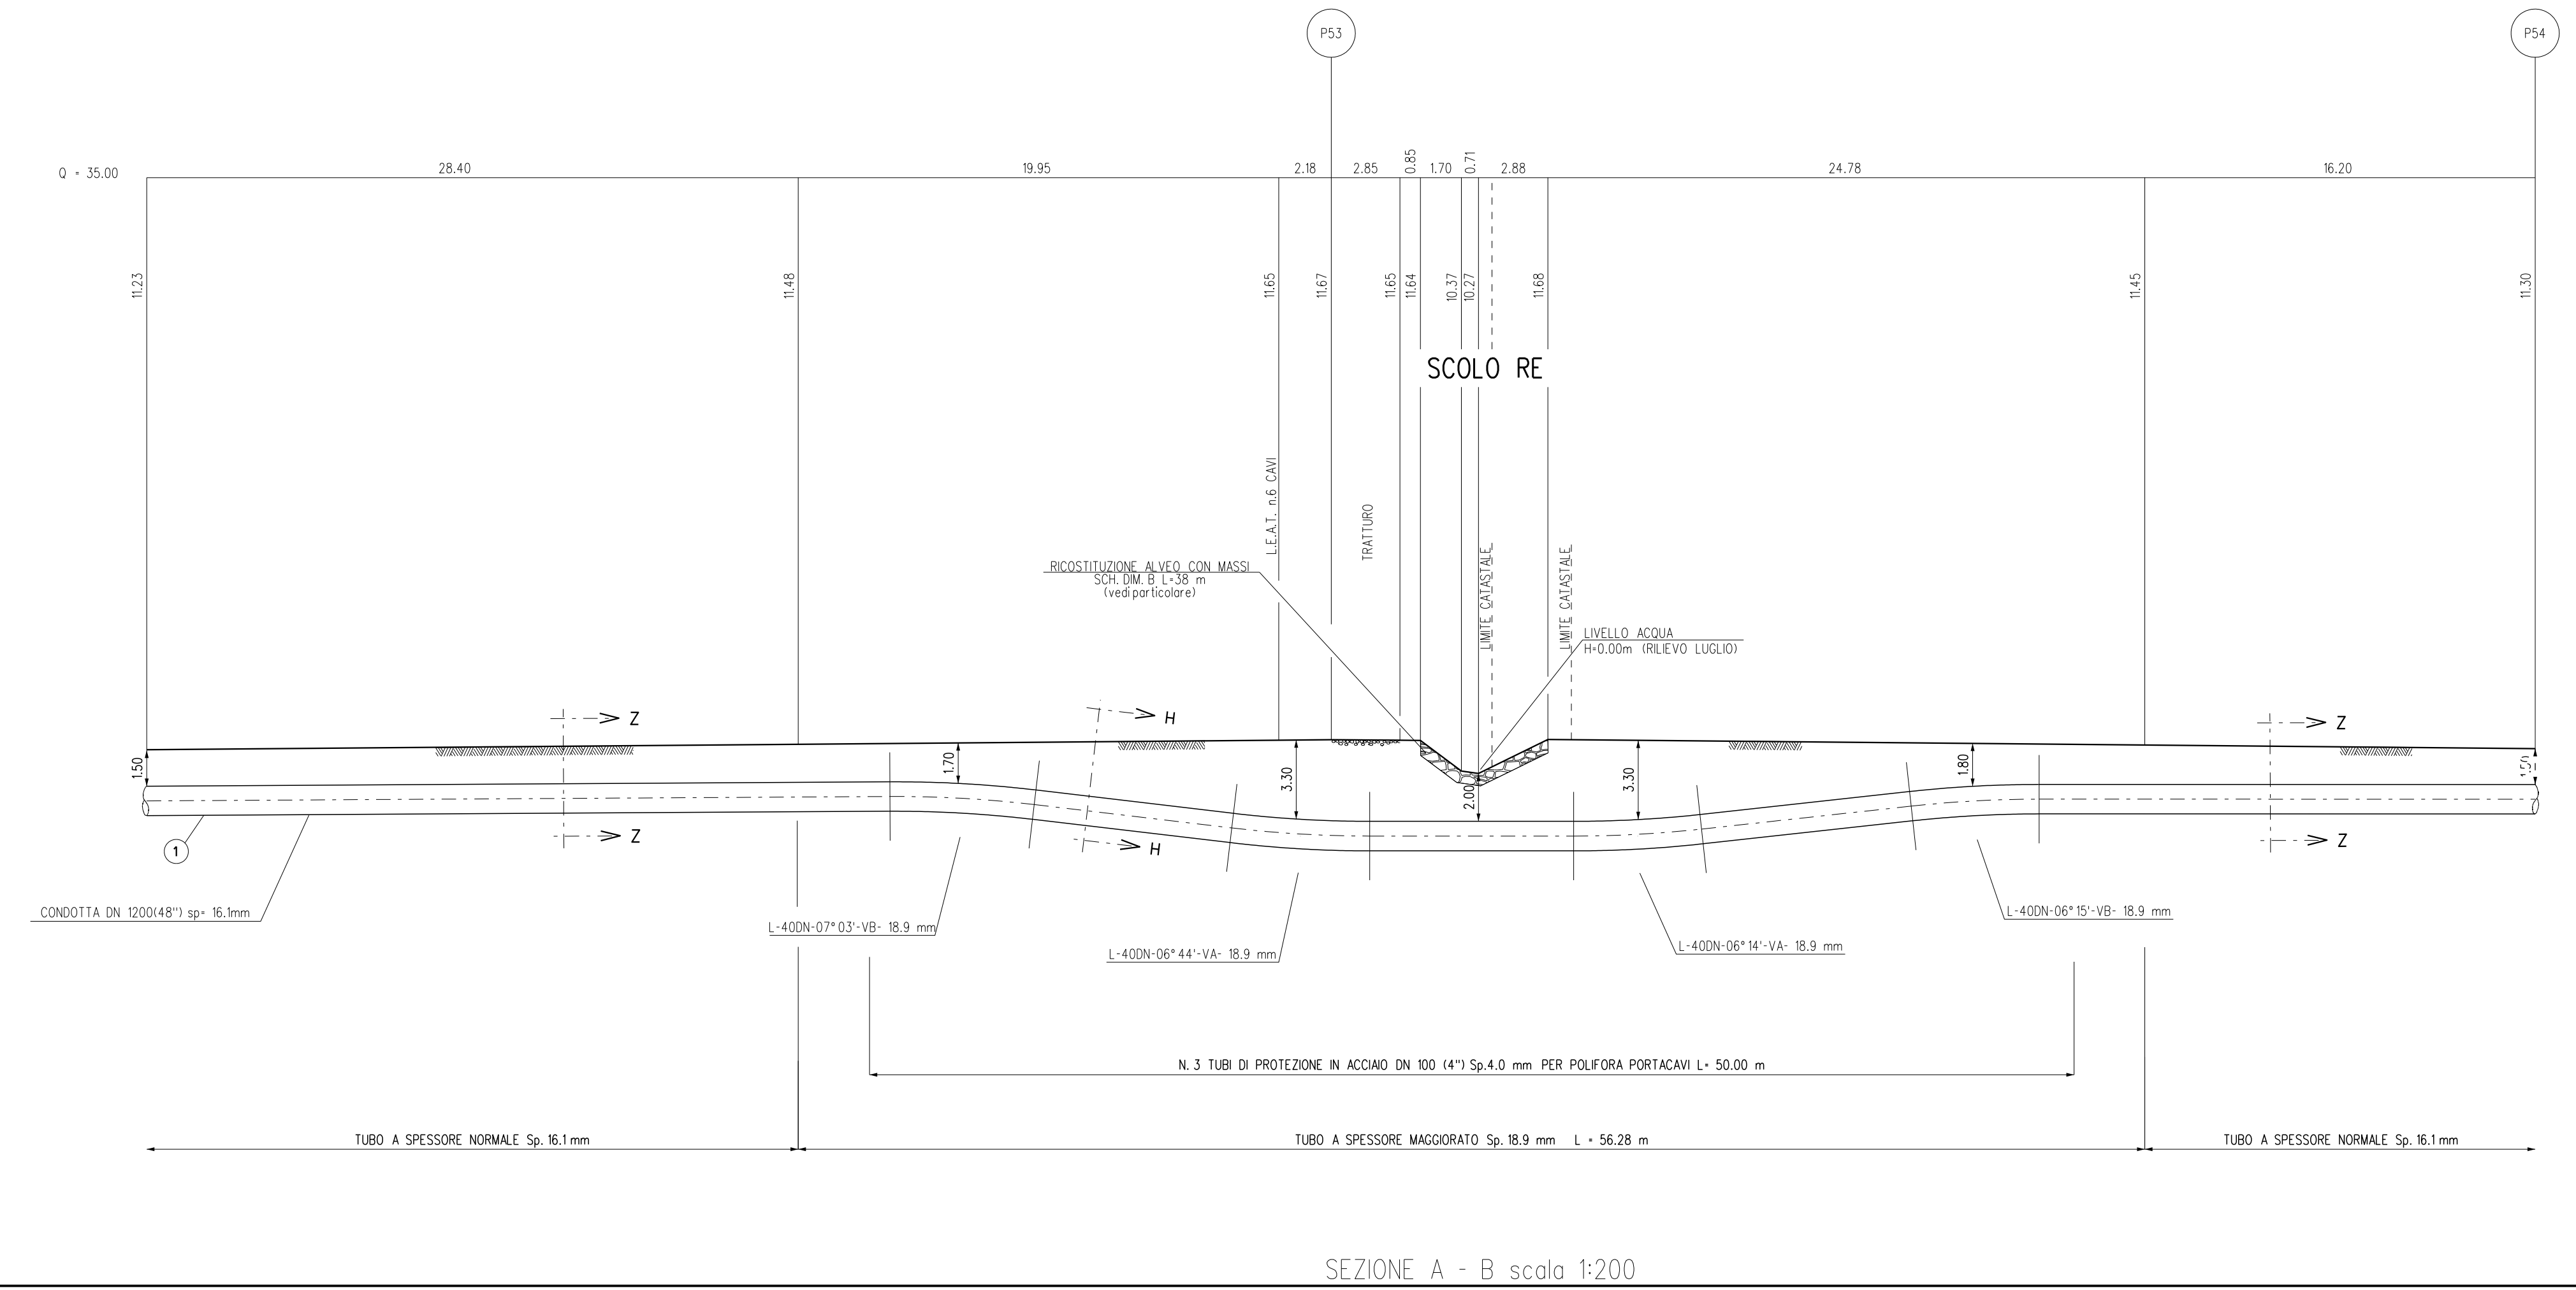 P53
P54
Q = 35.00
28.40
19.95
2.18
2.85
0.85
1.70
0.71
2.88
24.78
16.20
11.23
11.48
11.65
11.67
11.65
11.64
10.37
10.27
11.68
11.45
11.30
SCOLO RE
L.E.A.T. n.6 CAVI
TRATTURO
LIMITE CATASTALE
LIMITE CATASTALE
RICOSTITUZIONE ALVEO CON MASSI
SCH. DIM. B L=38 m
(vedi particolare)
LIVELLO ACQUA
H=0.00m (RILIEVO LUGLIO)
Z
H
Z
1.50
1.70
3.30
2.00
3.30
1.80
1.50
Z
H
Z
1
CONDOTTA DN 1200(48") sp= 16.1mm
L-40DN-07°03'-VB- 18.9 mm
L-40DN-06°44'-VA- 18.9 mm
L-40DN-06°14'-VA- 18.9 mm
L-40DN-06°15'-VB- 18.9 mm
N. 3 TUBI DI PROTEZIONE IN ACCIAIO DN 100 (4") Sp.4.0 mm PER POLIFORA PORTACAVI L= 50.00 m
TUBO A SPESSORE NORMALE Sp. 16.1 mm
TUBO A SPESSORE MAGGIORATO Sp. 18.9 mm L = 56.28 m
TUBO A SPESSORE NORMALE Sp. 16.1 mm
SEZIONE A - B scala 1:200